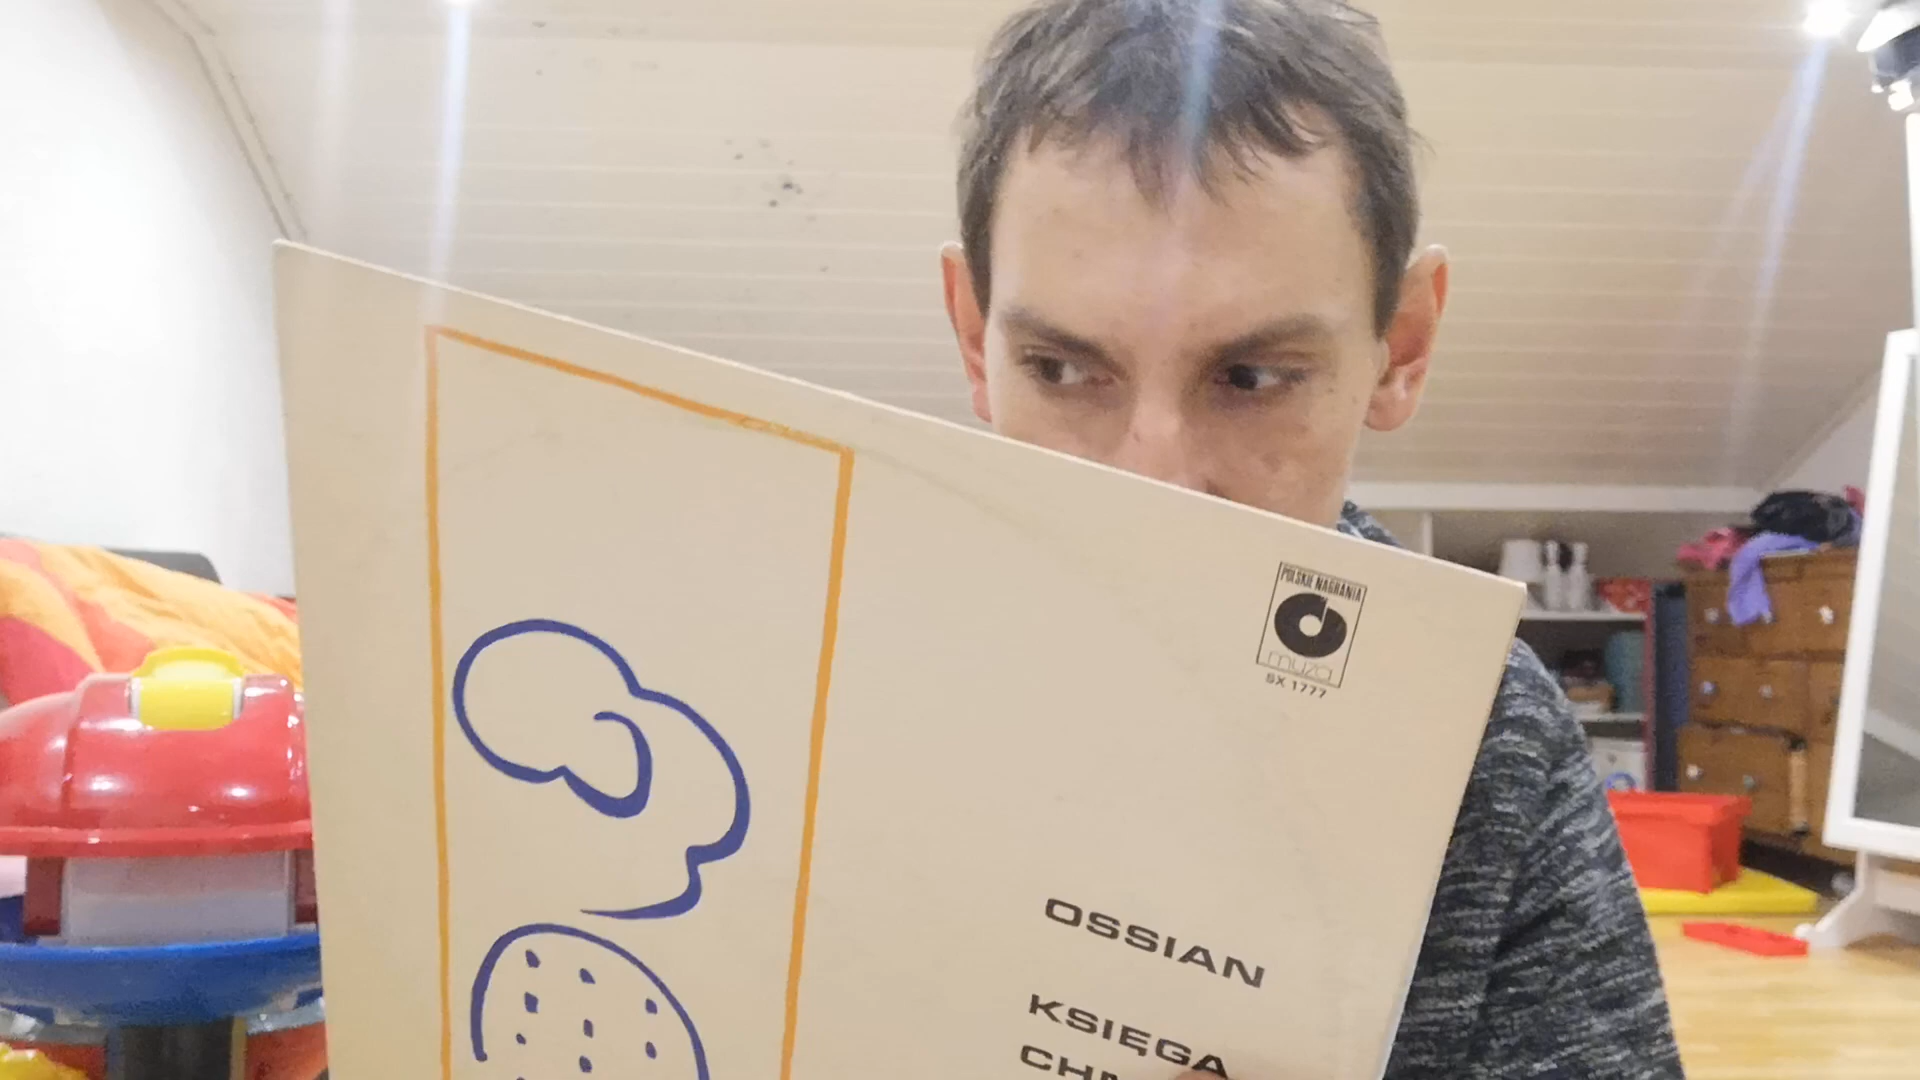 POLSKIE NAGRANIA
muza
SX 1777
OSSIAN
KSIĘGA